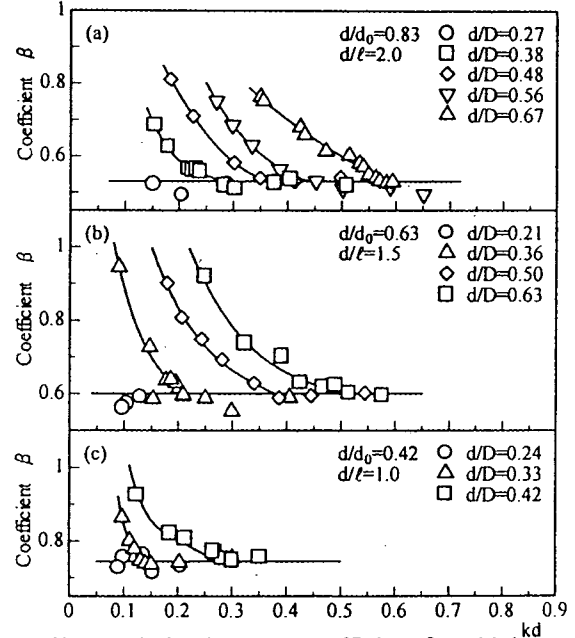 (a)
d/d₀=0.83
d/ℓ=2.0
d/D=0.27
d/D=0.38
d/D=0.48
d/D=0.56
d/D=0.67
Coefficient β
1
0.8
0.6
(b)
d/d₀=0.63
d/ℓ=1.5
d/D=0.21
d/D=0.36
d/D=0.50
d/D=0.63
Coefficient β
1
0.8
0.6
(c)
d/d₀=0.42
d/ℓ=1.0
d/D=0.24
d/D=0.33
d/D=0.42
Coefficient β
1
0.8
0 0.1 0.2 0.3 0.4 0.5 0.6 0.7 0.8 0.9
kd